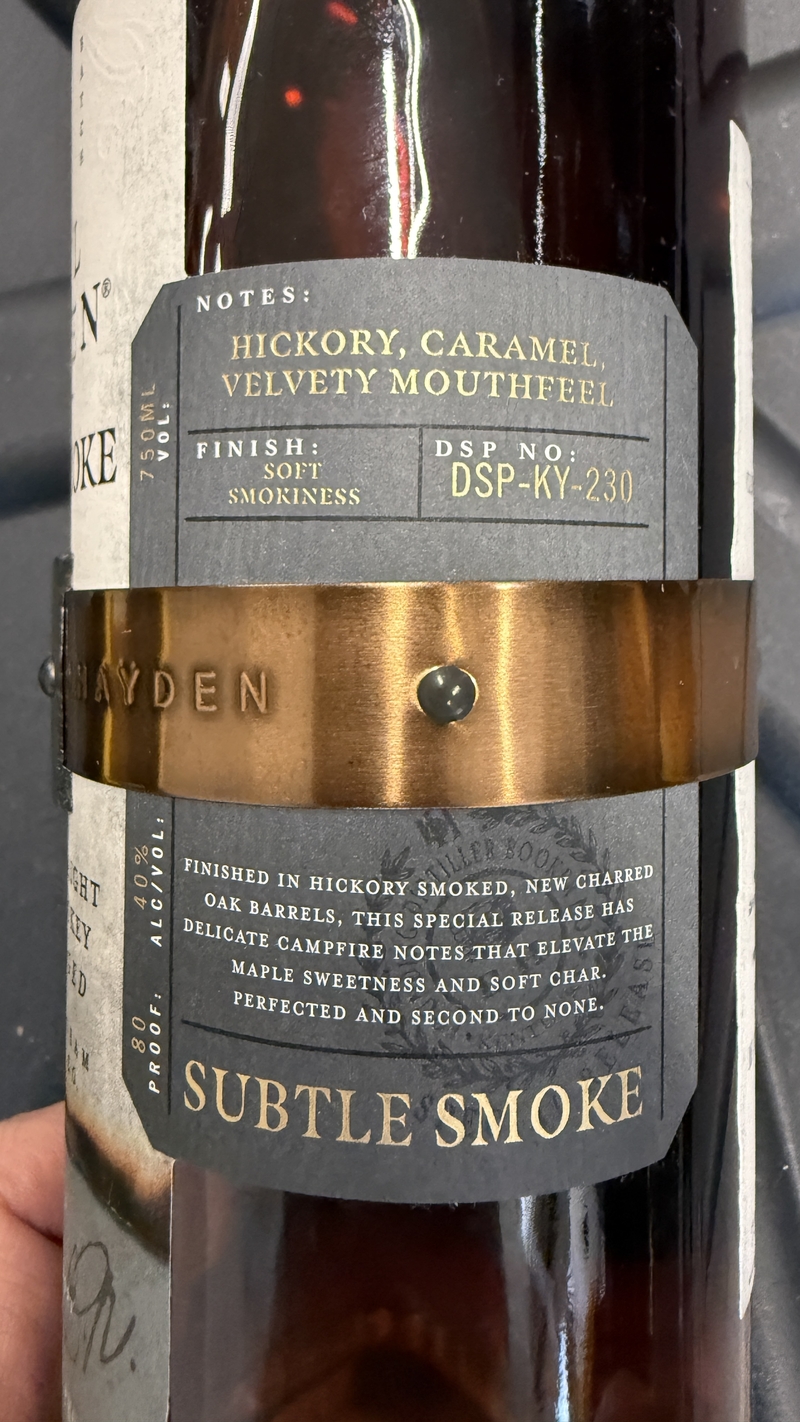 NOTES:
HICKORY, CARAMEL,
VELVETY MOUTHFEEL
750ML
VOL:
FINISH:
SOFT
SMOKINESS
DSP NO:
DSP-KY-230
N®
OKE
HAYDEN
40%
ALC/VOL:
80
PROOF:
FINISHED IN HICKORY SMOKED, NEW CHARRED
OAK BARRELS, THIS SPECIAL RELEASE HAS
DELICATE CAMPFIRE NOTES THAT ELEVATE THE
MAPLE SWEETNESS AND SOFT CHAR.
PERFECTED AND SECOND TO NONE.
SUBTLE SMOKE